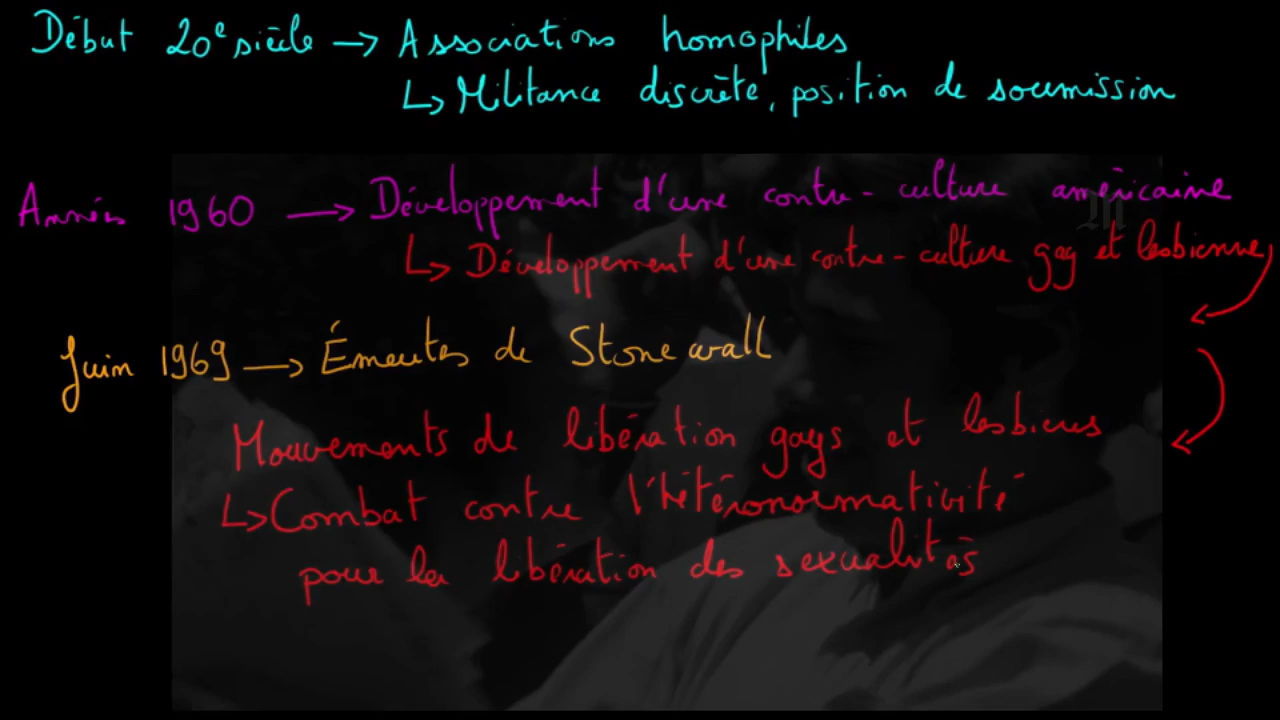 Début 20e siècle → Associations homophiles
↳ Militance discrète, position de soumission
Années 1960 → Développement d'une contre-culture américaine
↳ Développement d'une contre-culture gay et lesbienne
Juin 1969 → Émeutes de Stonewall
Mouvements de libération gays et lesbiens
↳ Combat contre l'hétéronormativité
pour la libération des sexualités